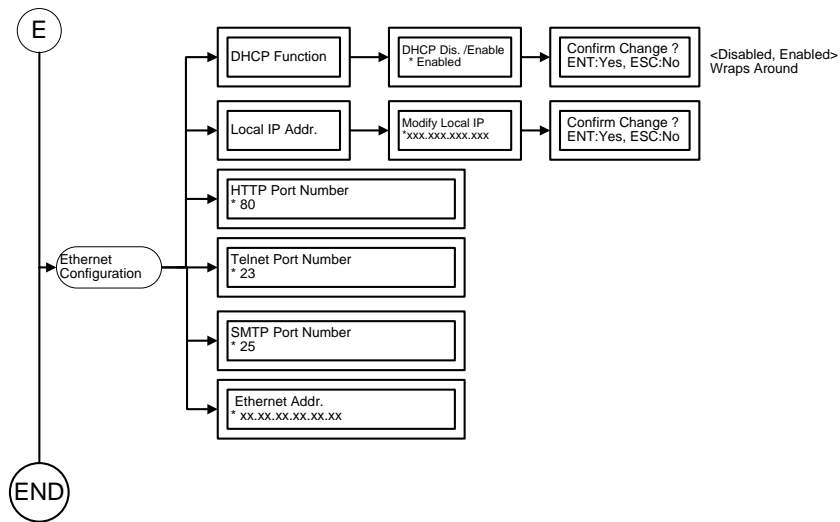 E
DHCP Function
DHCP Dis. /Enable
* Enabled
Confirm Change ?
ENT:Yes, ESC:No
<Disabled, Enabled>
Wraps Around
Local IP Addr.
Modify Local IP
*xxx.xxx.xxx.xxx
Confirm Change ?
ENT:Yes, ESC:No
HTTP Port Number
* 80
Ethernet
Configuration
Telnet Port Number
* 23
SMTP Port Number
* 25
Ethernet Addr.
* xx.xx.xx.xx.xx.xx
END